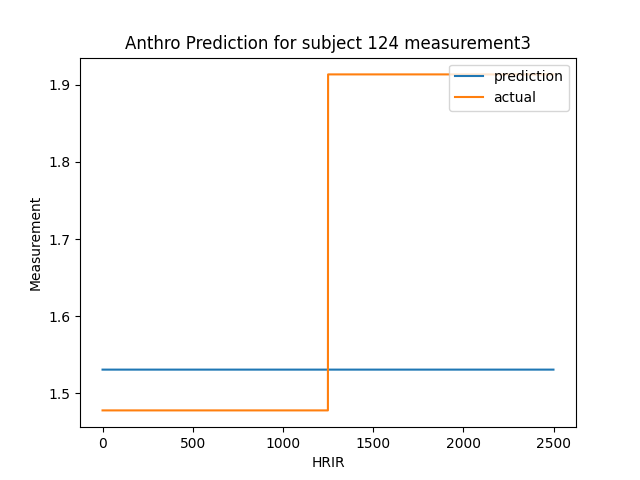 Anthro Prediction for subject 124 measurement3
prediction
actual
1.9
1.8
1.7
1.6
1.5
Measurement
0
500
1000
1500
2000
2500
HRIR